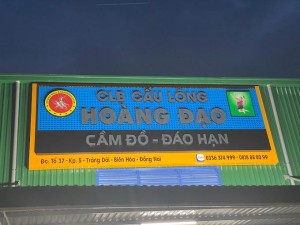 CLB CẦU LÔNG
HOÀNG ĐẠO
CẦM ĐỒ - ĐÁO HẠN
Đc: Tổ 37 - Kp. 5 - Trảng Dài - Biên Hòa - Đồng Nai